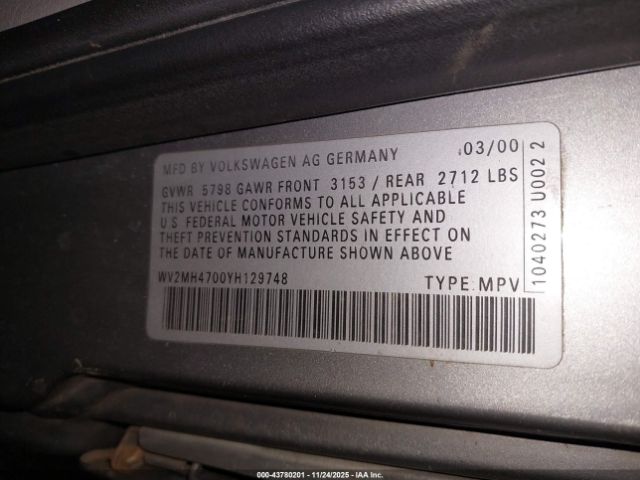 MFD BY VOLKSWAGEN AG GERMANY 03/00
GVWR 5798 GAWR FRONT 3153 / REAR 2712 LBS
THIS VEHICLE CONFORMS TO ALL APPLICABLE
U S FEDERAL MOTOR VEHICLE SAFETY AND
THEFT PREVENTION STANDARDS IN EFFECT ON
THE DATE OF MANUFACTURE SHOWN ABOVE
WV2MH4700YH129748 TYPE:MPV
1040273 U002 2
000-43780201 - 11/24/2025 - IAA Inc.